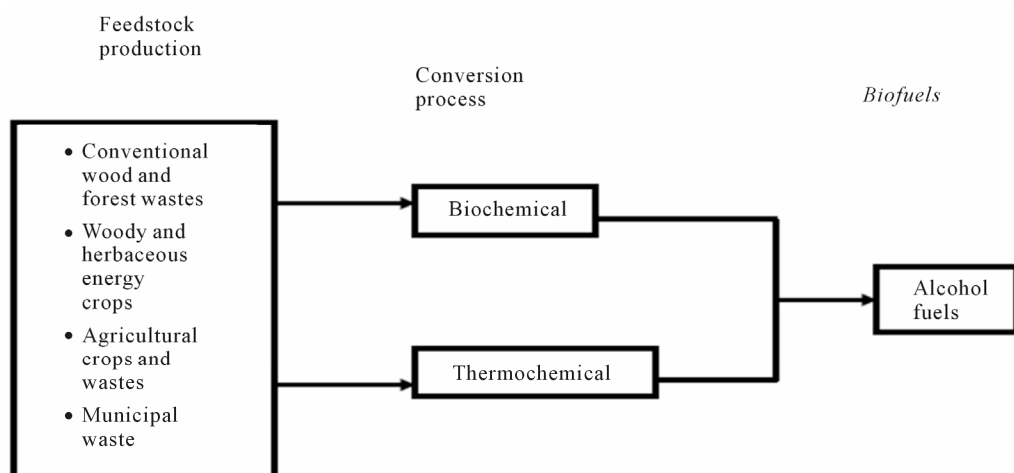 Feedstock
production
Conversion
process
Biofuels
• Conventional
wood and
forest wastes
• Woody and
herbaceous
energy
crops
• Agricultural
crops and
wastes
• Municipal
waste
Biochemical
Thermochemical
Alcohol
fuels